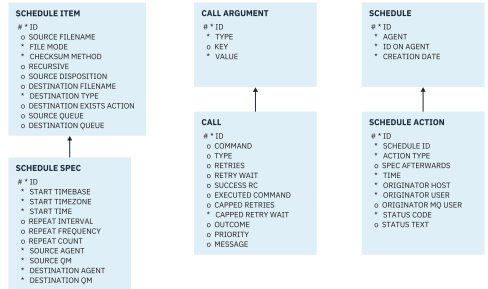 SCHEDULE ITEM
# * ID
o SOURCE FILENAME
* FILE MODE
* CHECKSUM METHOD
o RECURSIVE
o SOURCE DISPOSITION
o DESTINATION FILENAME
* DESTINATION TYPE
o DESTINATION EXISTS ACTION
o SOURCE QUEUE
o DESTINATION QUEUE
SCHEDULE SPEC
# * ID
* START TIMEBASE
* START TIMEZONE
* START TIME
o REPEAT INTERVAL
o REPEAT FREQUENCY
o REPEAT COUNT
* SOURCE AGENT
* SOURCE QM
* DESTINATION AGENT
* DESTINATION QM
CALL ARGUMENT
# * ID
* TYPE
o KEY
* VALUE
CALL
# * ID
o COMMAND
o TYPE
o RETRIES
o RETRY WAIT
o SUCCESS RC
o EXECUTED COMMAND
o CAPPED RETRIES
* CAPPED RETRY WAIT
o OUTCOME
o PRIORITY
o MESSAGE
SCHEDULE
# * ID
* AGENT
* ID ON AGENT
* CREATION DATE
SCHEDULE ACTION
# * ID
* SCHEDULE ID
* ACTION TYPE
o SPEC AFTERWARDS
* TIME
* ORIGINATOR HOST
* ORIGINATOR USER
o ORIGINATOR MQ USER
* STATUS CODE
o STATUS TEXT